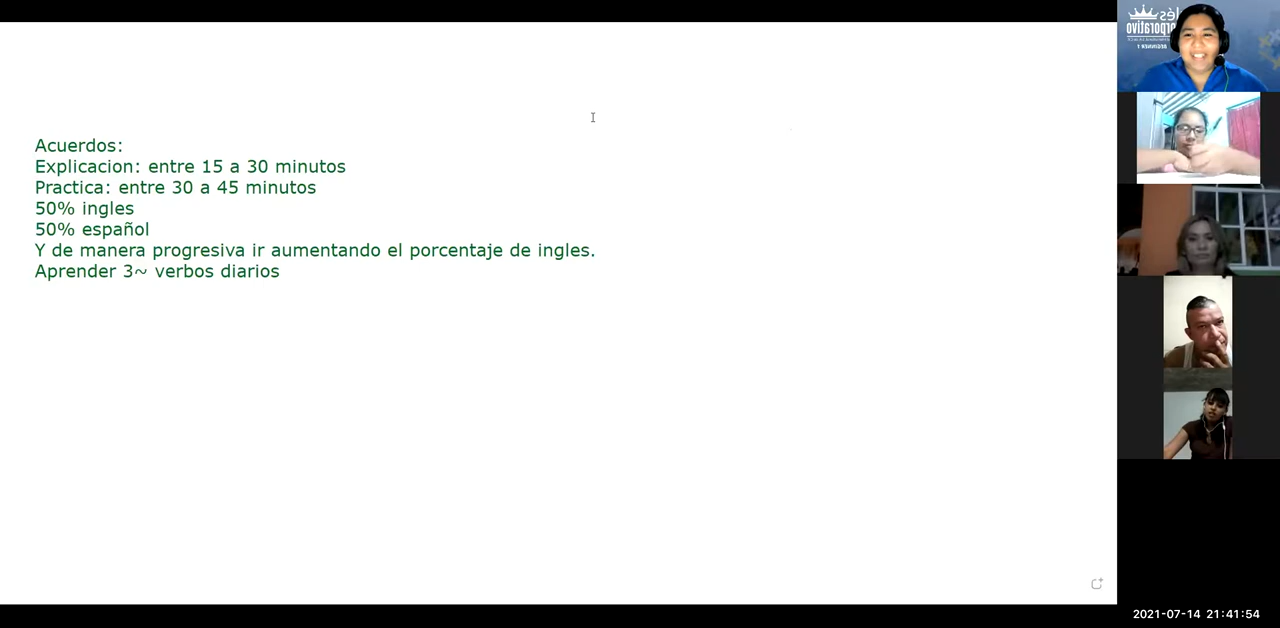 Acuerdos:
Explicacion: entre 15 a 30 minutos
Practica: entre 30 a 45 minutos
50% ingles
50% español
Y de manera progresiva ir aumentando el porcentaje de ingles.
Aprender 3~ verbos diarios
2021-07-14 21:41:54